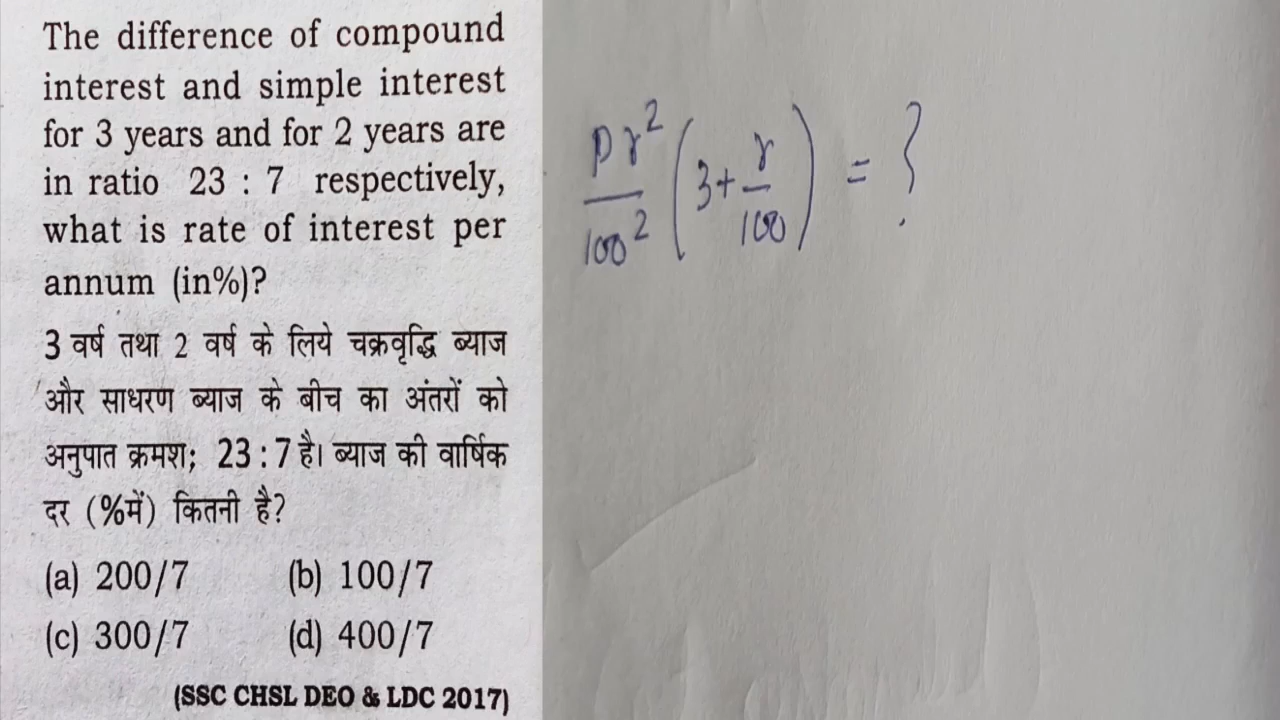 The difference of compound
interest and simple interest
for 3 years and for 2 years are
in ratio 23 : 7 respectively,
what is rate of interest per
annum (in%)?
3 वर्ष तथा 2 वर्ष के लिये चक्रवृद्धि ब्याज
और साधरण ब्याज के बीच का अंतरों को
अनुपात क्रमश; 23 : 7 है। ब्याज की वार्षिक
दर (%में) कितनी है?
(a) 200/7 (b) 100/7
(c) 300/7 (d) 400/7
(SSC CHSL DEO & LDC 2017)
pr²/100² (3+r/100) = ?